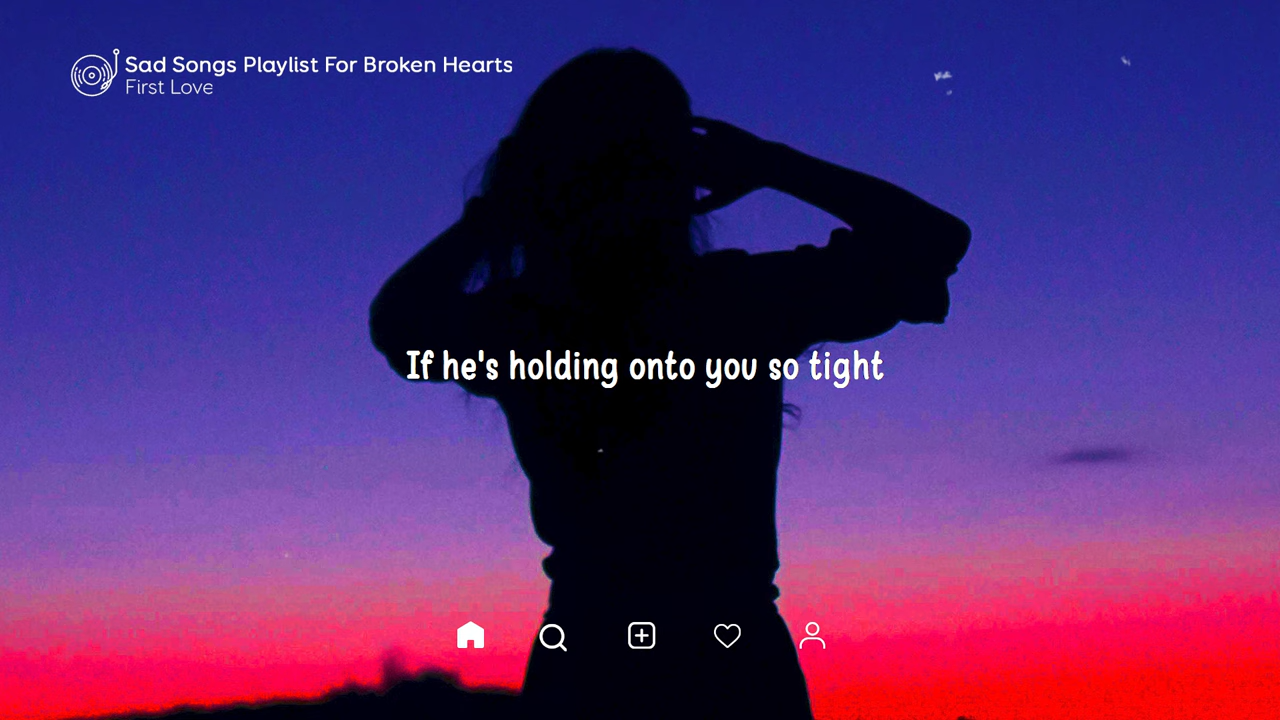 Sad Songs Playlist For Broken Hearts
First Love
If he's holding onto you so tight